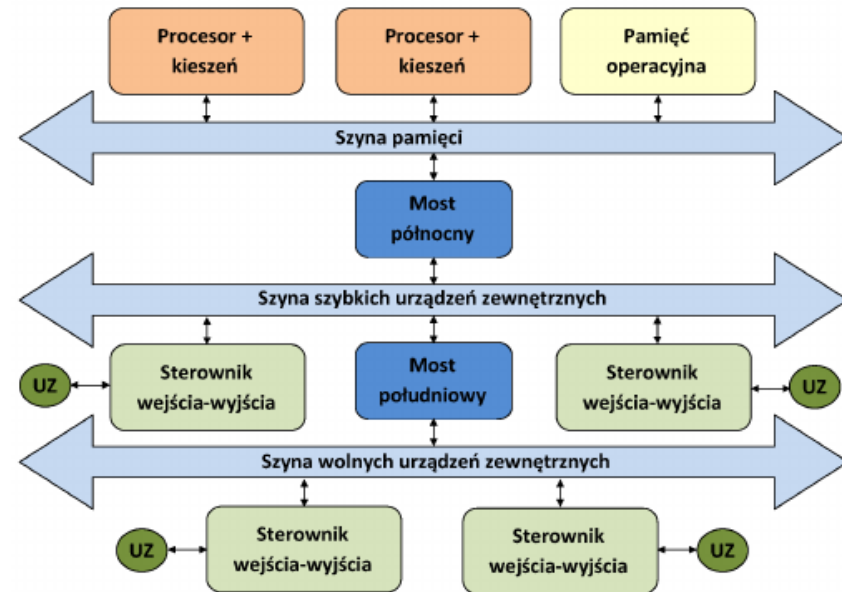 Procesor +
kieszeń
Procesor +
kieszeń
Pamięć
operacyjna
Szyna pamięci
Most
północny
Szyna szybkich urządzeń zewnętrznych
UZ
Sterownik
wejścia-wyjścia
Most
południowy
Sterownik
wejścia-wyjścia
UZ
Szyna wolnych urządzeń zewnętrznych
UZ
Sterownik
wejścia-wyjścia
Sterownik
wejścia-wyjścia
UZ